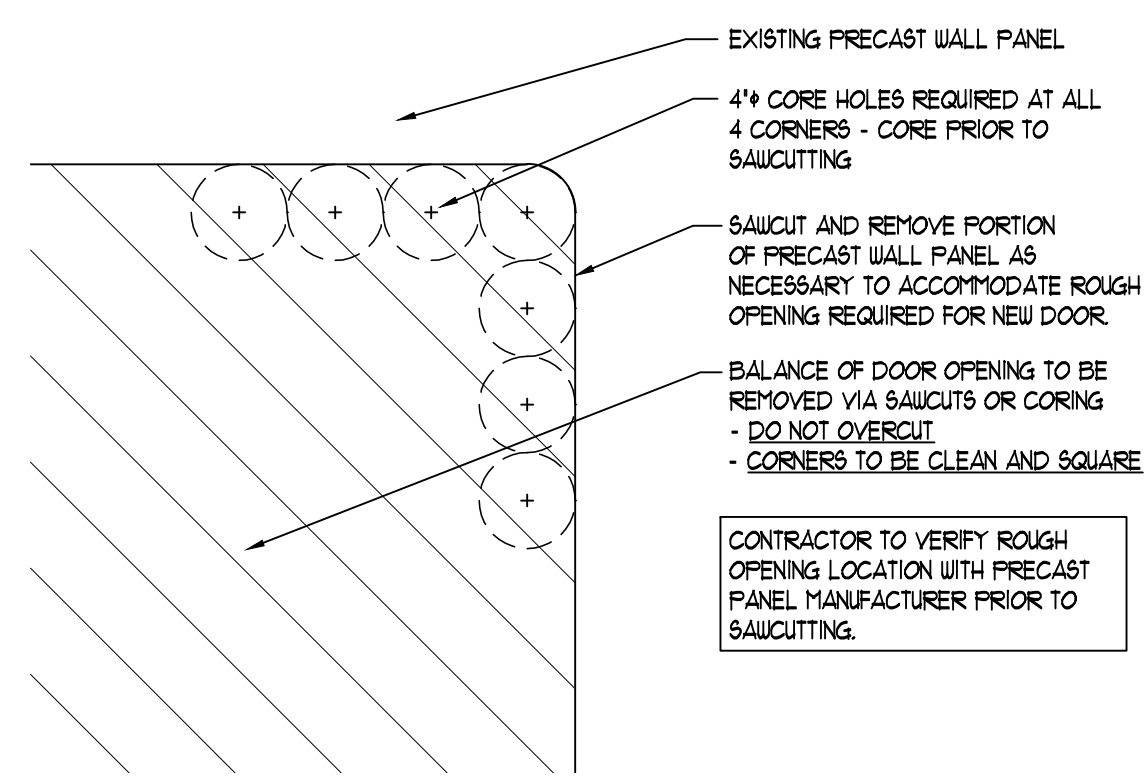 EXISTING PRECAST WALL PANEL
4"ϕ CORE HOLES REQUIRED AT ALL
4 CORNERS - CORE PRIOR TO
SAWCUTTING
SAWCUT AND REMOVE PORTION
OF PRECAST WALL PANEL AS
NECESSARY TO ACCOMMODATE ROUGH
OPENING REQUIRED FOR NEW DOOR.
BALANCE OF DOOR OPENING TO BE
REMOVED VIA SAWCUTS OR CORING
- DO NOT OVERCUT
- CORNERS TO BE CLEAN AND SQUARE
CONTRACTOR TO VERIFY ROUGH
OPENING LOCATION WITH PRECAST
PANEL MANUFACTURER PRIOR TO
SAWCUTTING.